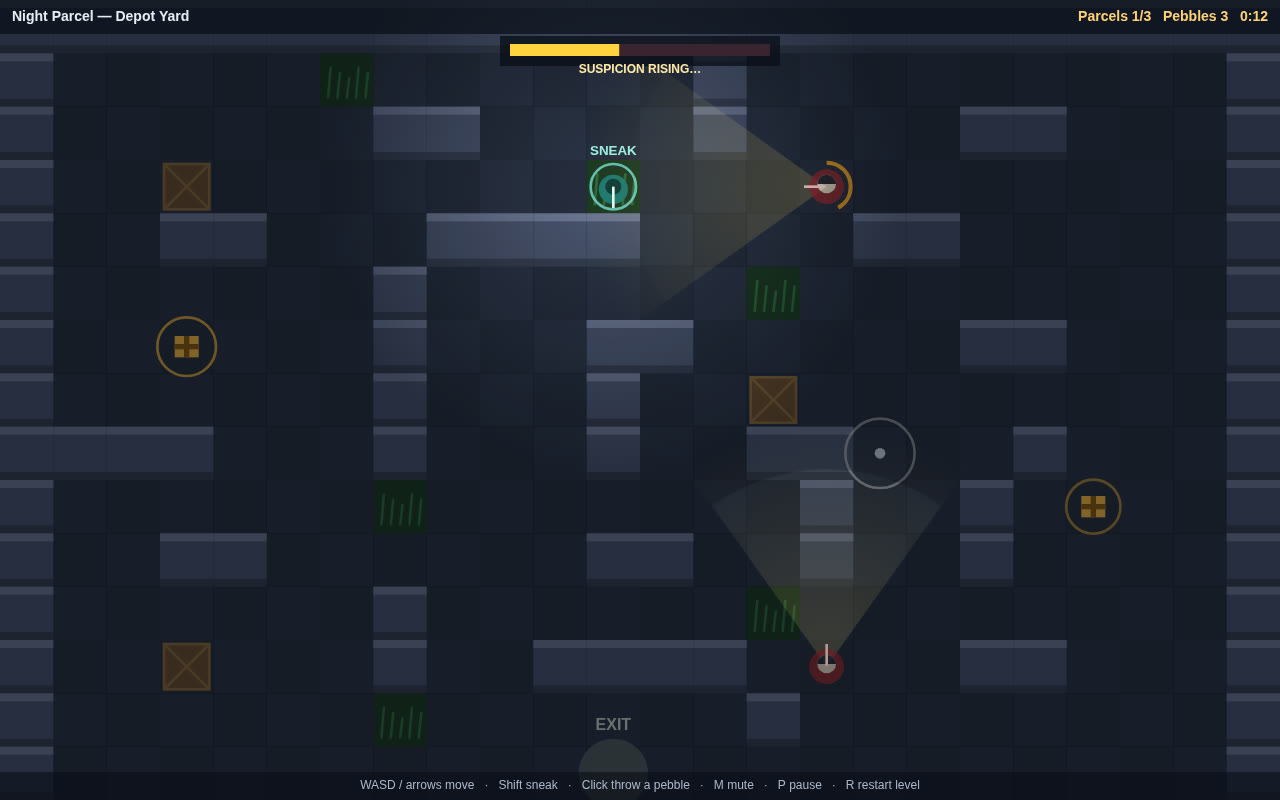 Night Parcel — Depot Yard
Parcels 1/3 Pebbles 3 0:12
SUSPICION RISING…
SNEAK
EXIT
WASD / arrows move · Shift sneak · Click throw a pebble · M mute · P pause · R restart level